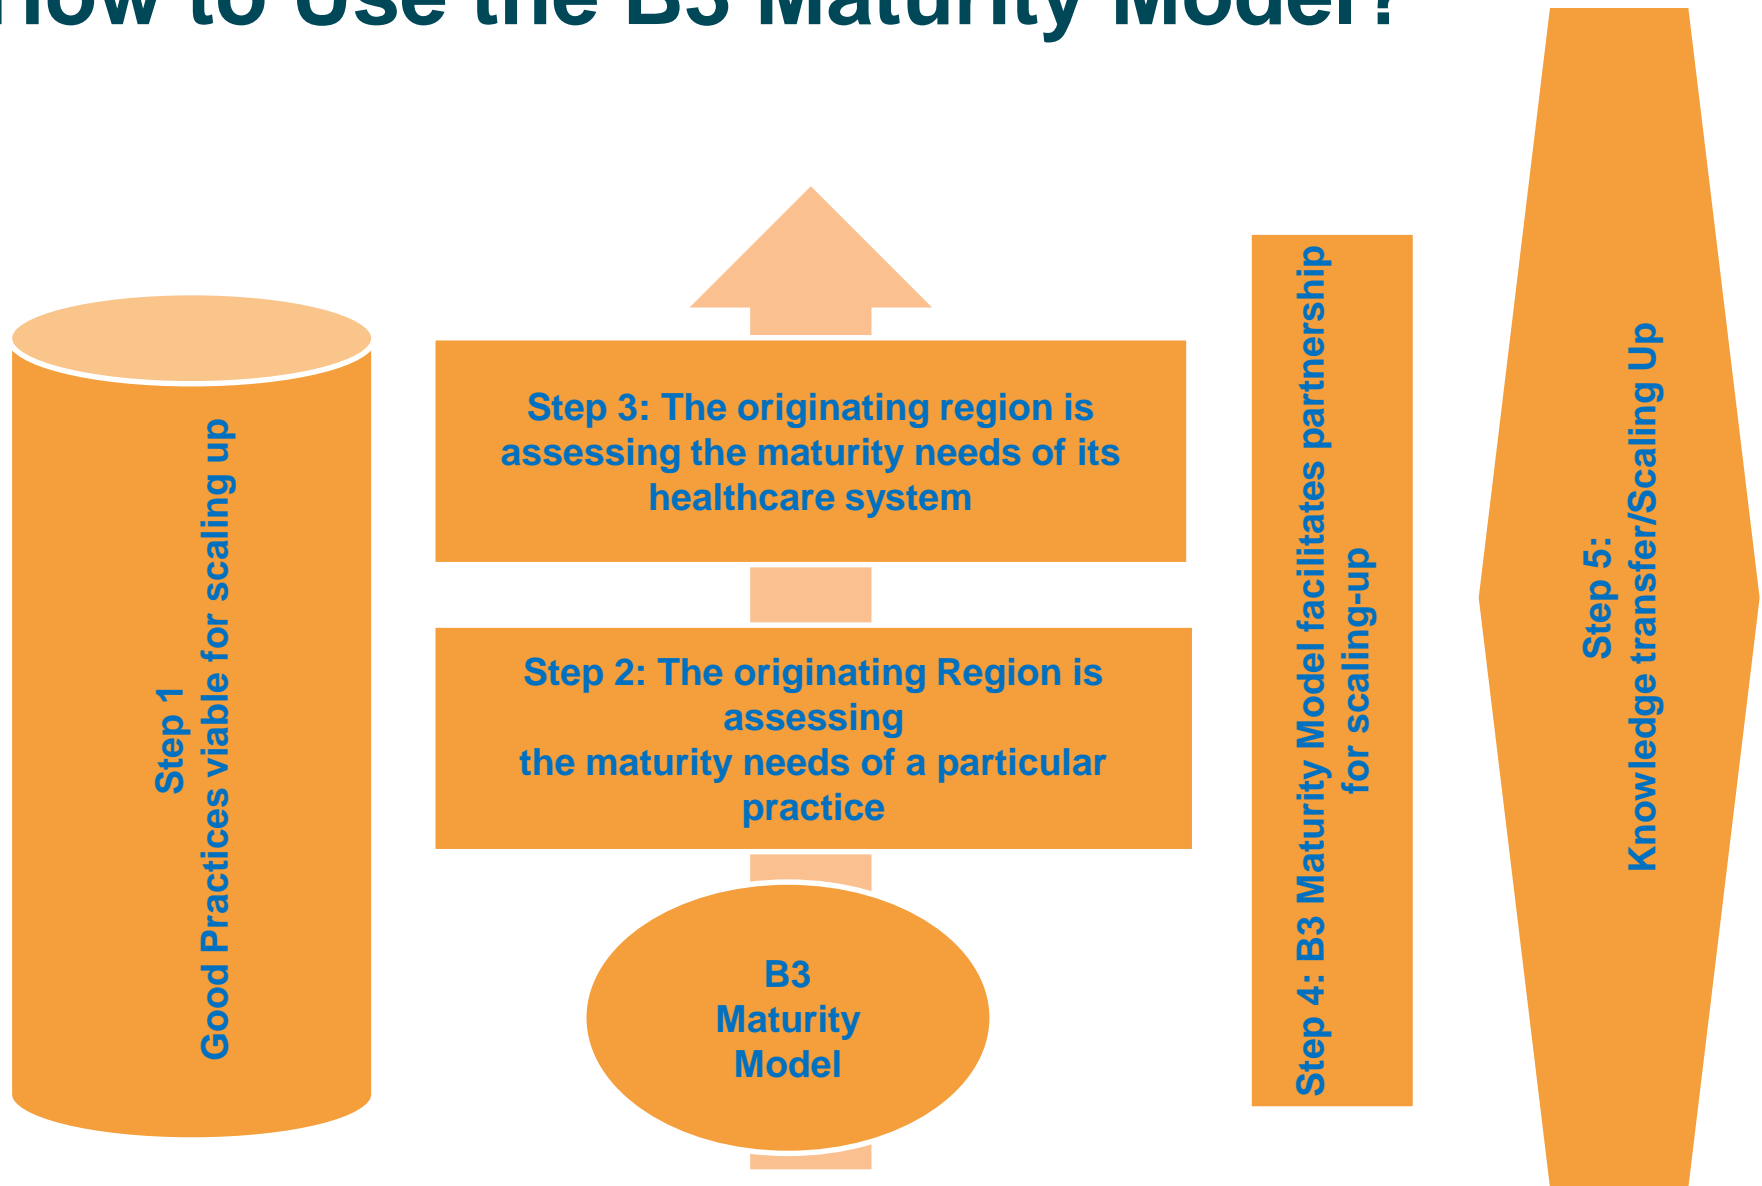 How to Use the B3 Maturity Model?
Step 1
Good Practices viable for scaling up
Step 3: The originating region is
assessing the maturity needs of its
healthcare system
Step 2: The originating Region is
assessing
the maturity needs of a particular
practice
B3
Maturity
Model
Step 4: B3 Maturity Model facilitates partnership
for scaling-up
Step 5:
Knowledge transfer/Scaling Up